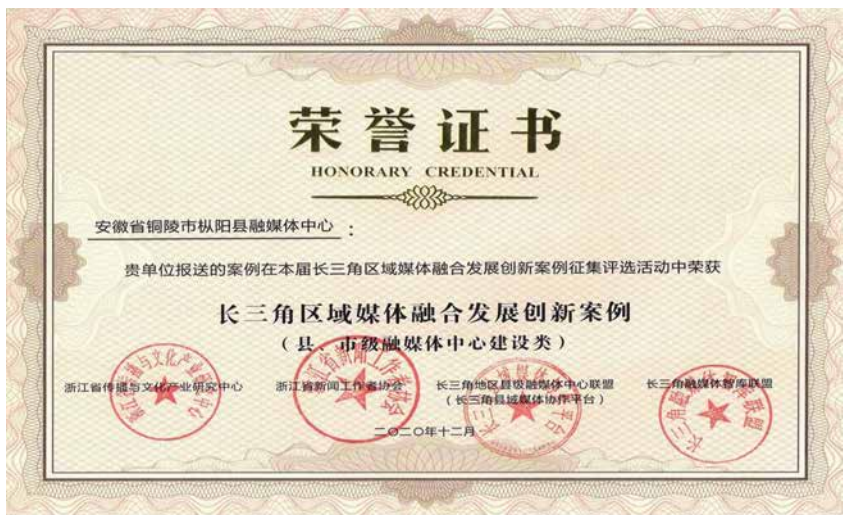 荣誉证书
HONORARY CREDENTIAL
安徽省铜陵市枞阳县融媒体中心：
贵单位报送的案例在本届长三角区域媒体融合发展创新案例征集评选活动中荣获
长三角区域媒体融合发展创新案例
（县、市级融媒体中心建设类）
浙江省传播与文化产业研究中心
浙江省新闻工作者协会
长三角地区县级融媒体中心联盟
（长三角县域媒体协作平台）
长三角融媒体智库联盟
二〇二〇年十二月